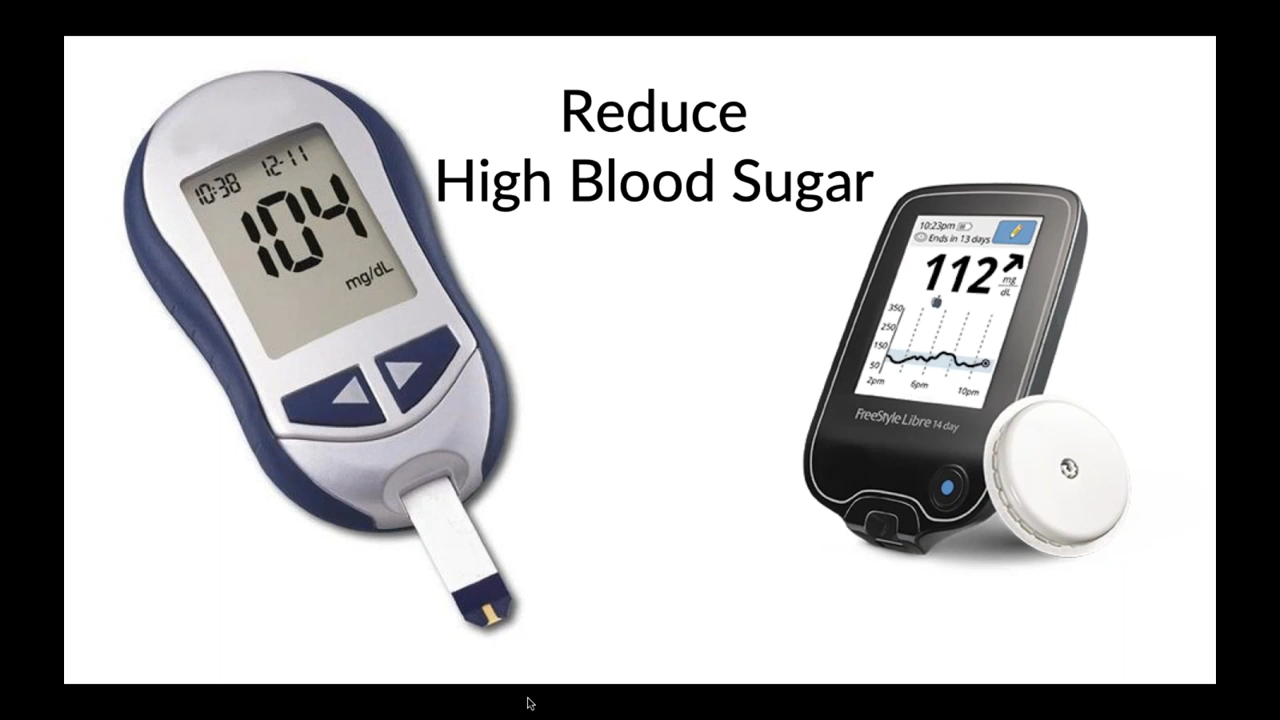 Reduce
High Blood Sugar
10:38 12-11
104
mg/dL
10:23pm
Ends in 13 days
112 mg
dL
350
250
150
50
2pm 6pm 10pm
FreeStyle Libre 14 day